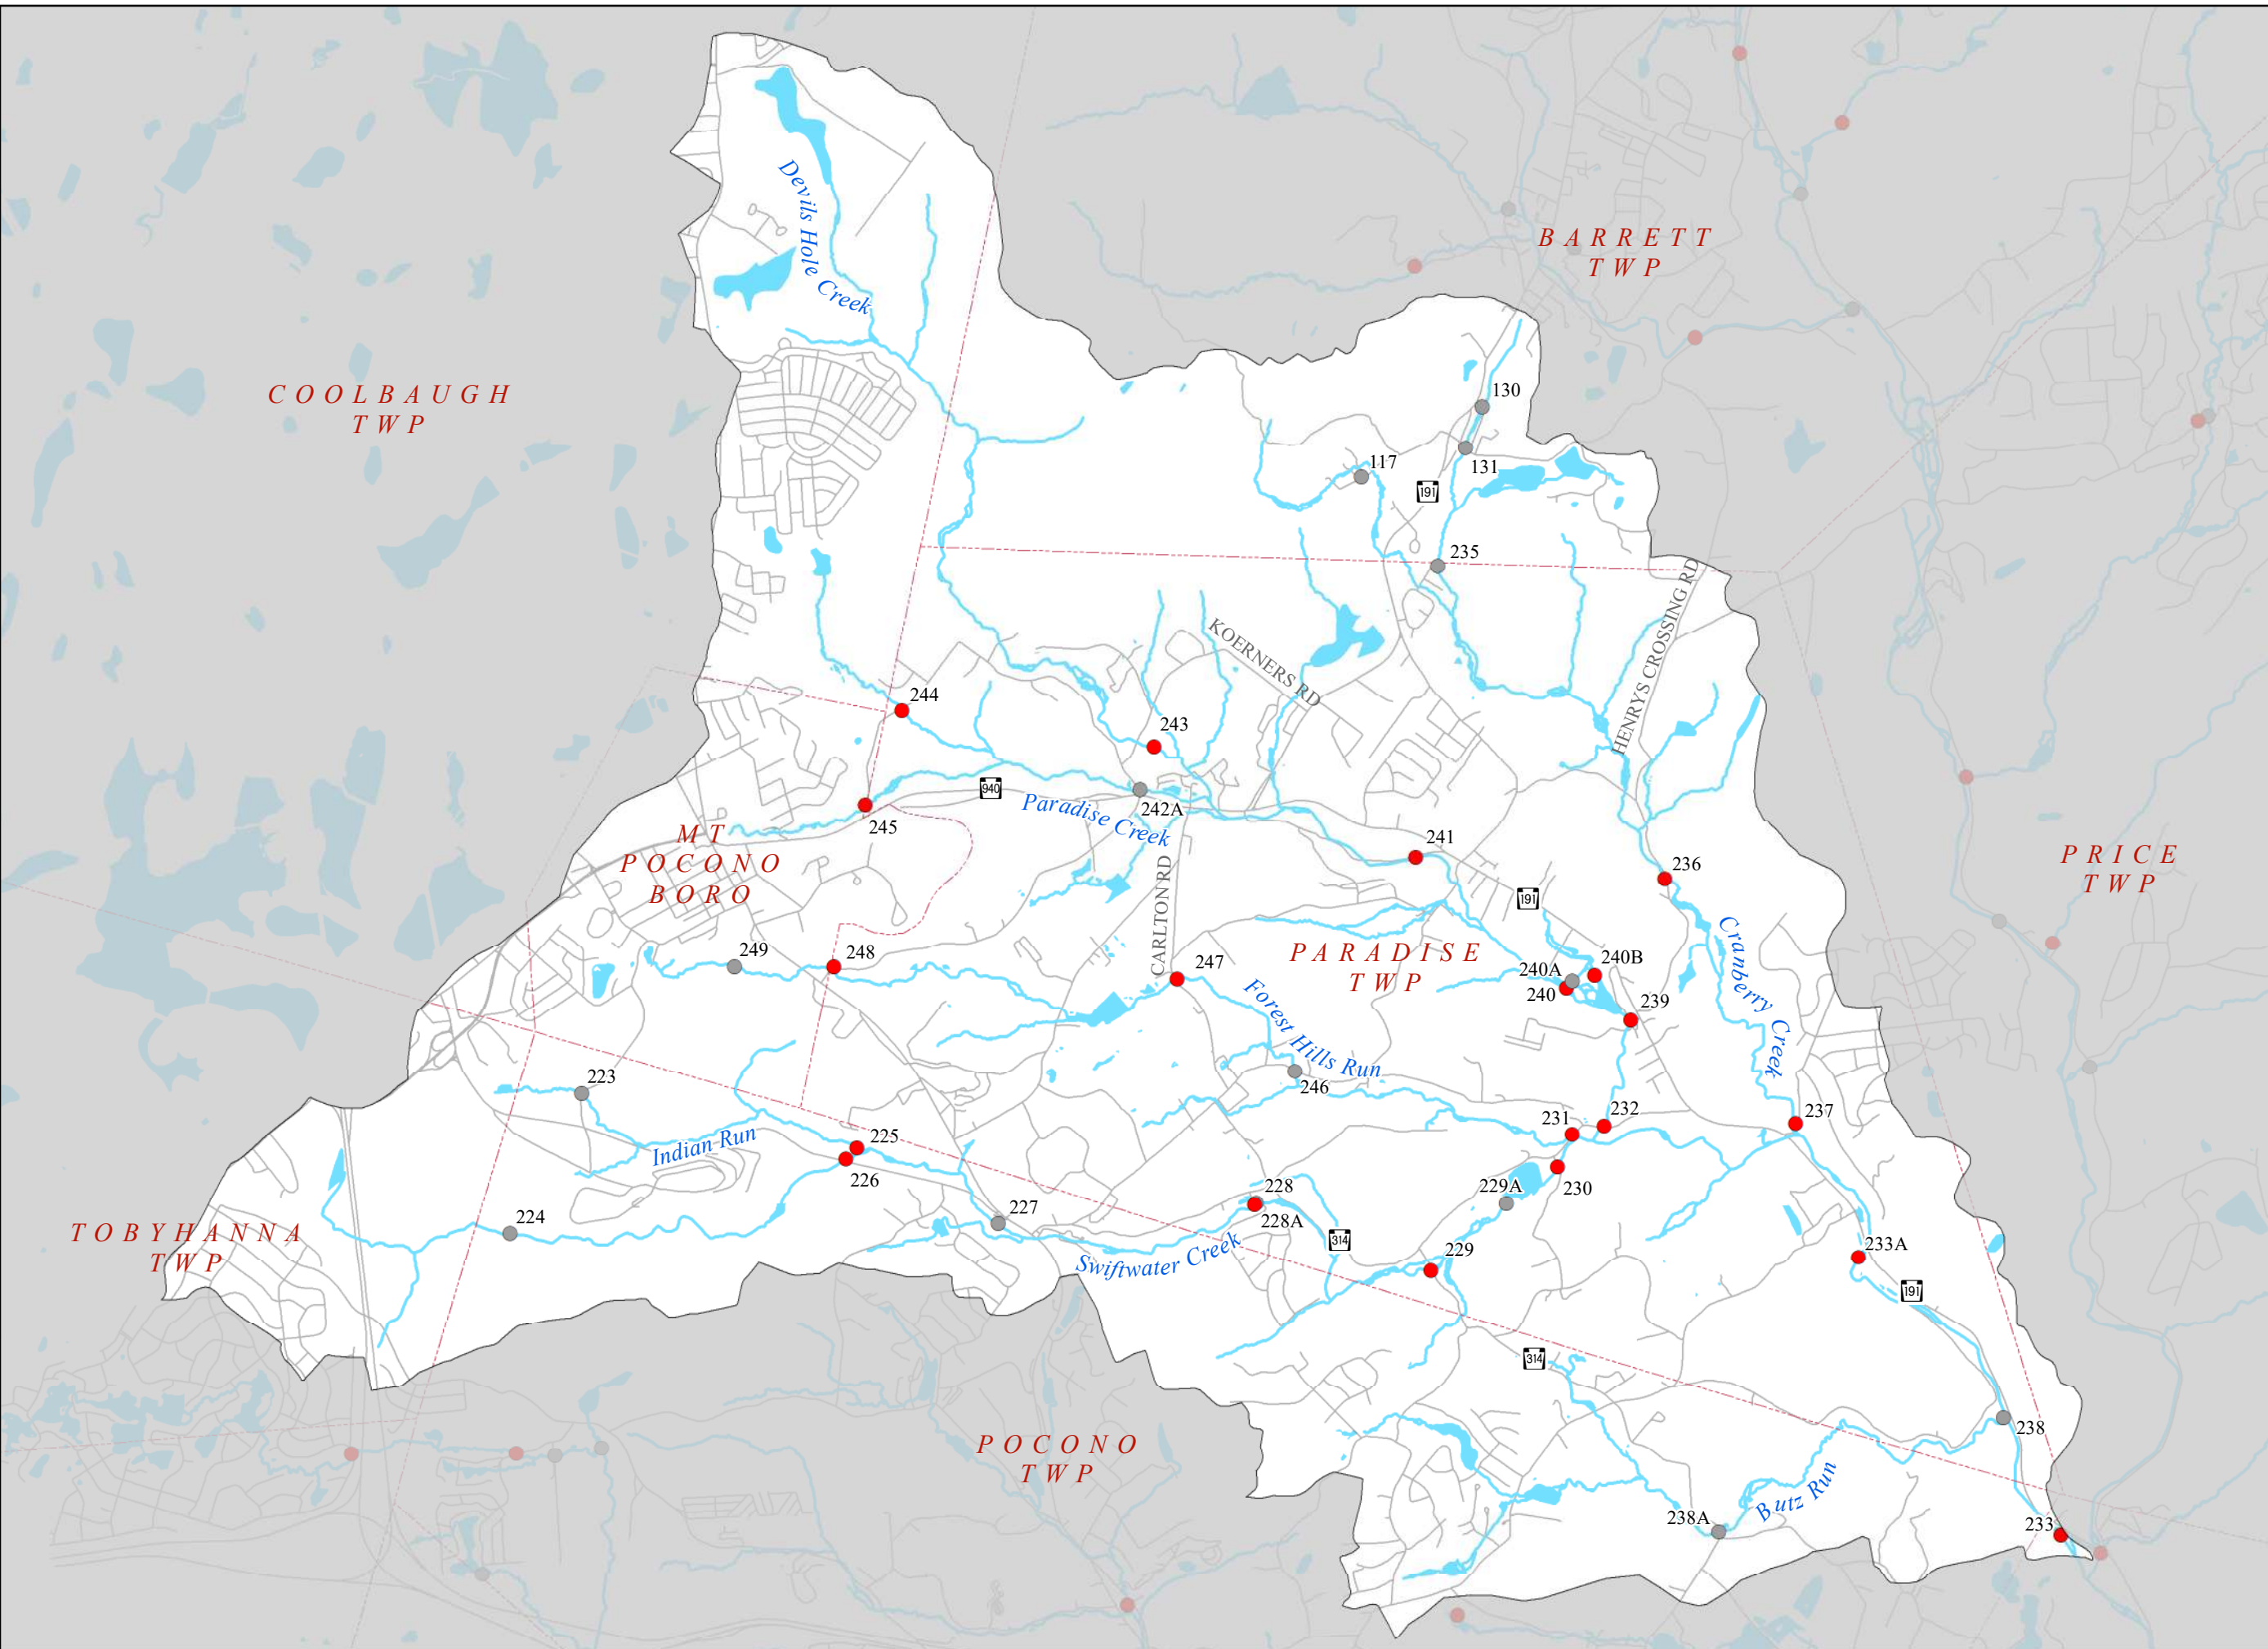 Devils Hole Creek
BARRETT
TWP
COOLBAUGH
TWP
130
131
117
191
235
HENRYS CROSSING RD
KOERNERS RD
244
243
940
242A
Paradise Creek
245
MT
POCONO
BORO
241
236
PRICE
TWP
191
CARLTON RD
249
248
247
PARADISE
TWP
240A
240B
240
239
Cranberry Creek
Forest Hills Run
246
223
225
Indian Run
226
231
232
237
224
227
228
228A
229A
230
TOBYHANNA
TWP
314
Swiftwater Creek
229
233A
191
314
238
POCONO
TWP
Butz Run
238A
233